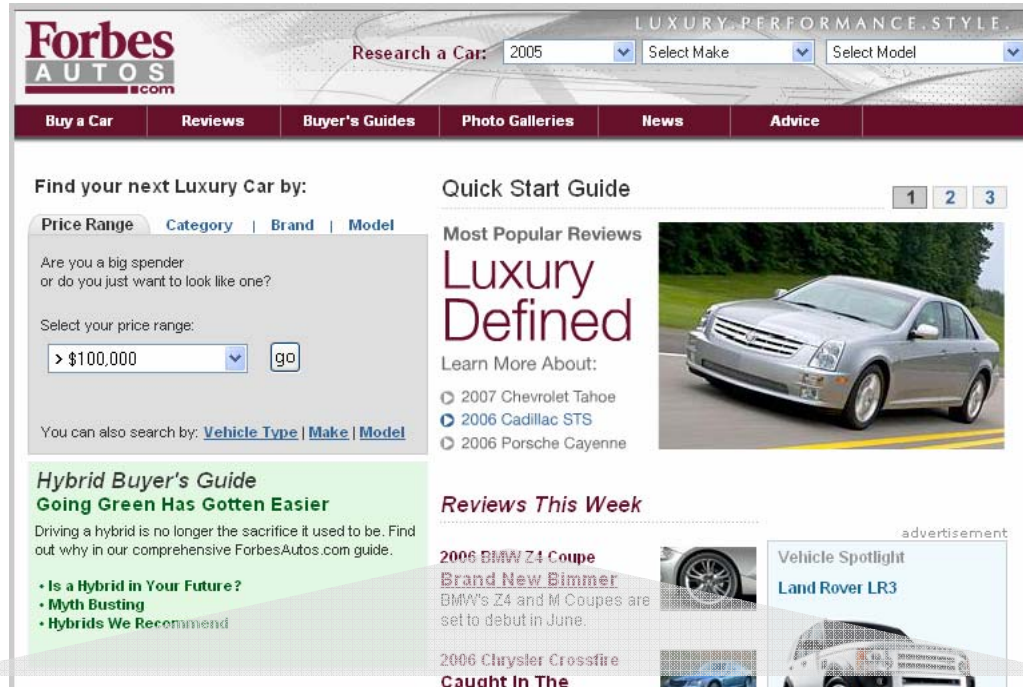 LUXURY.PERFORMANCE.STYLE.
Forbes
AUTOS
.com
Research a Car: 2005 Select Make Select Model
Buy a Car Reviews Buyer's Guides Photo Galleries News Advice
Find your next Luxury Car by:
Price Range Category | Brand | Model
Are you a big spender
or do you just want to look like one?
Select your price range:
> $100,000 go
You can also search by: Vehicle Type | Make | Model
Hybrid Buyer's Guide
Going Green Has Gotten Easier
Driving a hybrid is no longer the sacrifice it used to be. Find
out why in our comprehensive ForbesAutos.com guide.
• Is a Hybrid in Your Future?
• Myth Busting
• Hybrids We Recommend
Quick Start Guide
1 2 3
Most Popular Reviews
Luxury
Defined
Learn More About:
2007 Chevrolet Tahoe
2006 Cadillac STS
2006 Porsche Cayenne
Reviews This Week
2006 BMW Z4 Coupe
Brand New Bimmer
BMW's Z4 and M Coupes are
set to debut in June.
2006 Chrysler Crossfire
Caught In The
advertisement
Vehicle Spotlight
Land Rover LR3